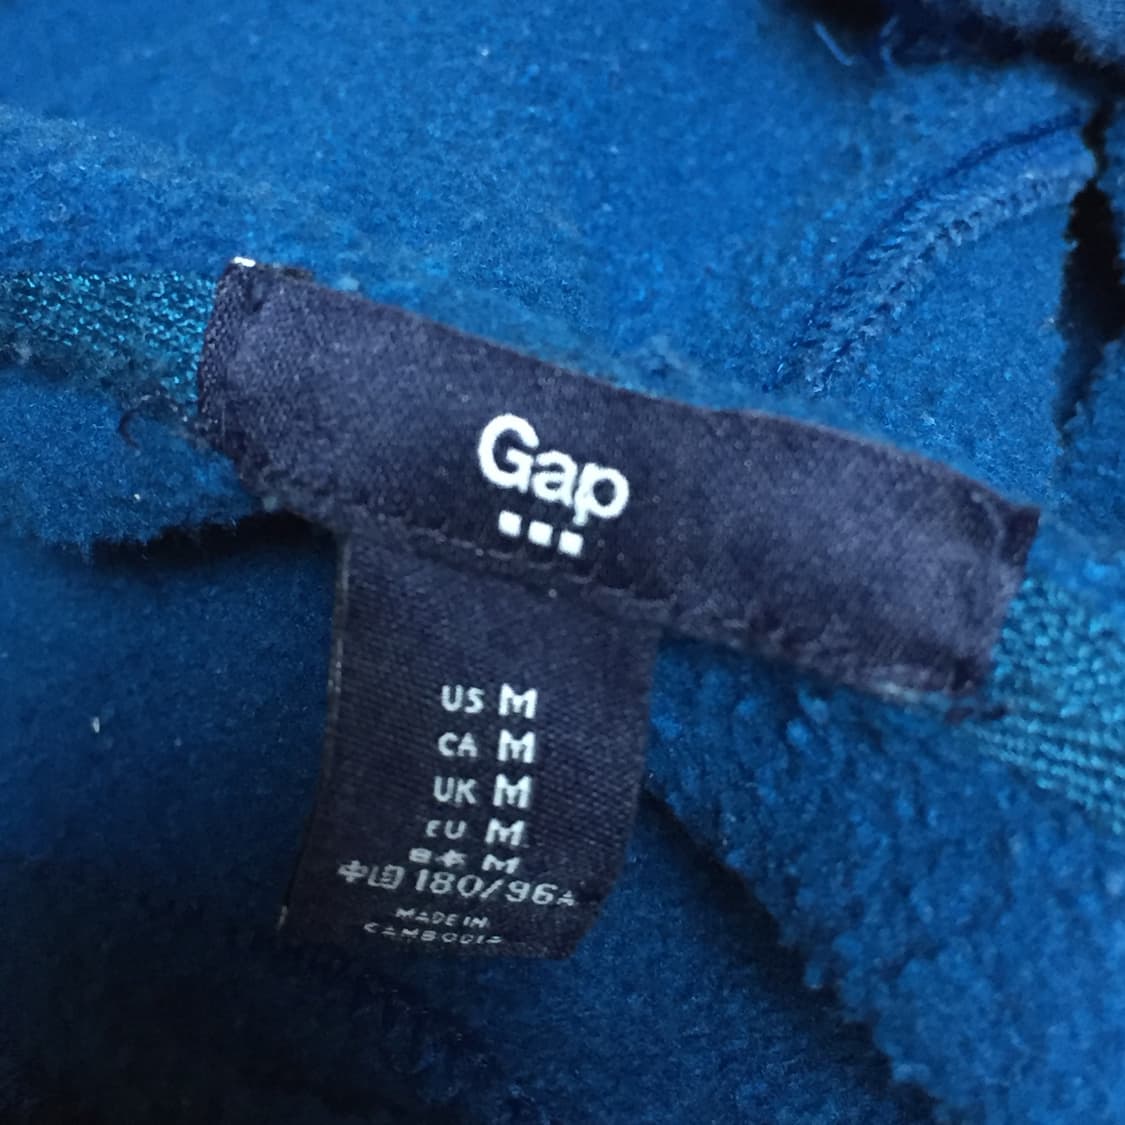 Gap
US M
CA M
UK M
EU M
日本 M
中国 180/96A
MADE IN
CAMBODIA